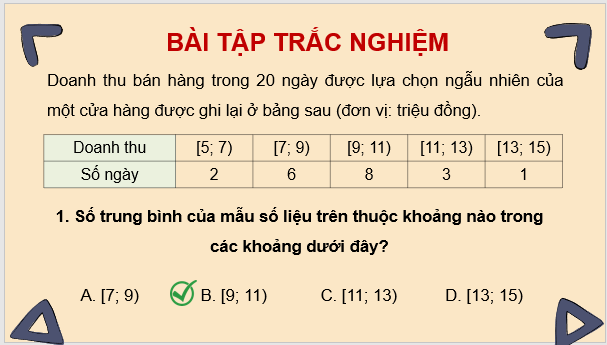 BÀI TẬP TRẮC NGHIỆM
Doanh thu bán hàng trong 20 ngày được lựa chọn ngẫu nhiên của
một cửa hàng được ghi lại ở bảng sau (đơn vị: triệu đồng).
Doanh thu [5; 7) [7; 9) [9; 11) [11; 13) [13; 15)
Số ngày 2 6 8 3 1
1. Số trung bình của mẫu số liệu trên thuộc khoảng nào trong
các khoảng dưới đây?
A. [7; 9) B. [9; 11) C. [11; 13) D. [13; 15)